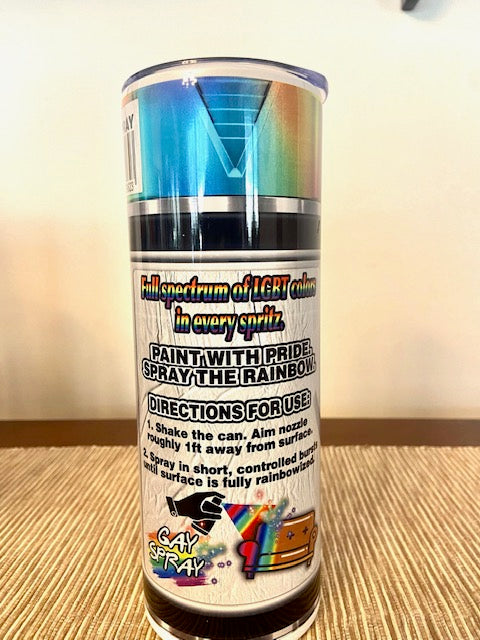 Full spectrum of LGBT colors
in every spritz.
PAINT WITH PRIDE.
SPRAY THE RAINBOW.
DIRECTIONS FOR USE:
1. Shake the can. Aim nozzle
roughly 1ft away from surface.
2. Spray in short, controlled bursts
until surface is fully rainbowized.
GAY
SPRAY